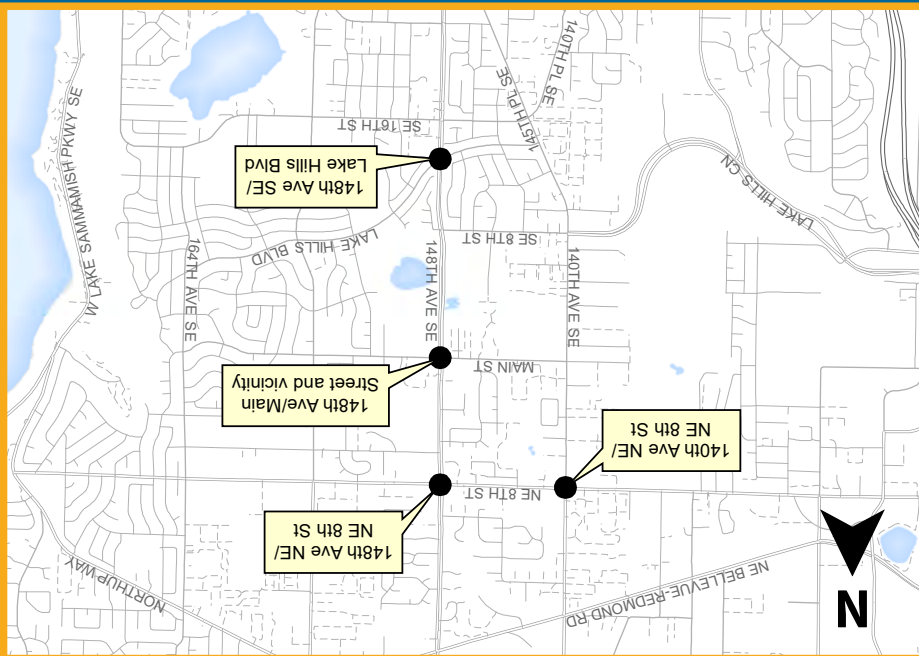 140TH PL SE
145TH PL SE
W LAKE SAMMAMISH PKWY SE
SE 16TH ST
148th Ave SE/
Lake Hills Blvd
LAKE HILLS CN
LAKE HILLS BLVD
SE 8TH ST
164TH AVE SE
148TH AVE SE
140TH AVE SE
MAIN ST
148th Ave/Main
Street and vicinity
140th Ave NE/
NE 8th St
NE 8TH ST
148th Ave NE/
NE 8th St
NORTHUP WAY
NE BELLEVUE-REDMOND RD
N